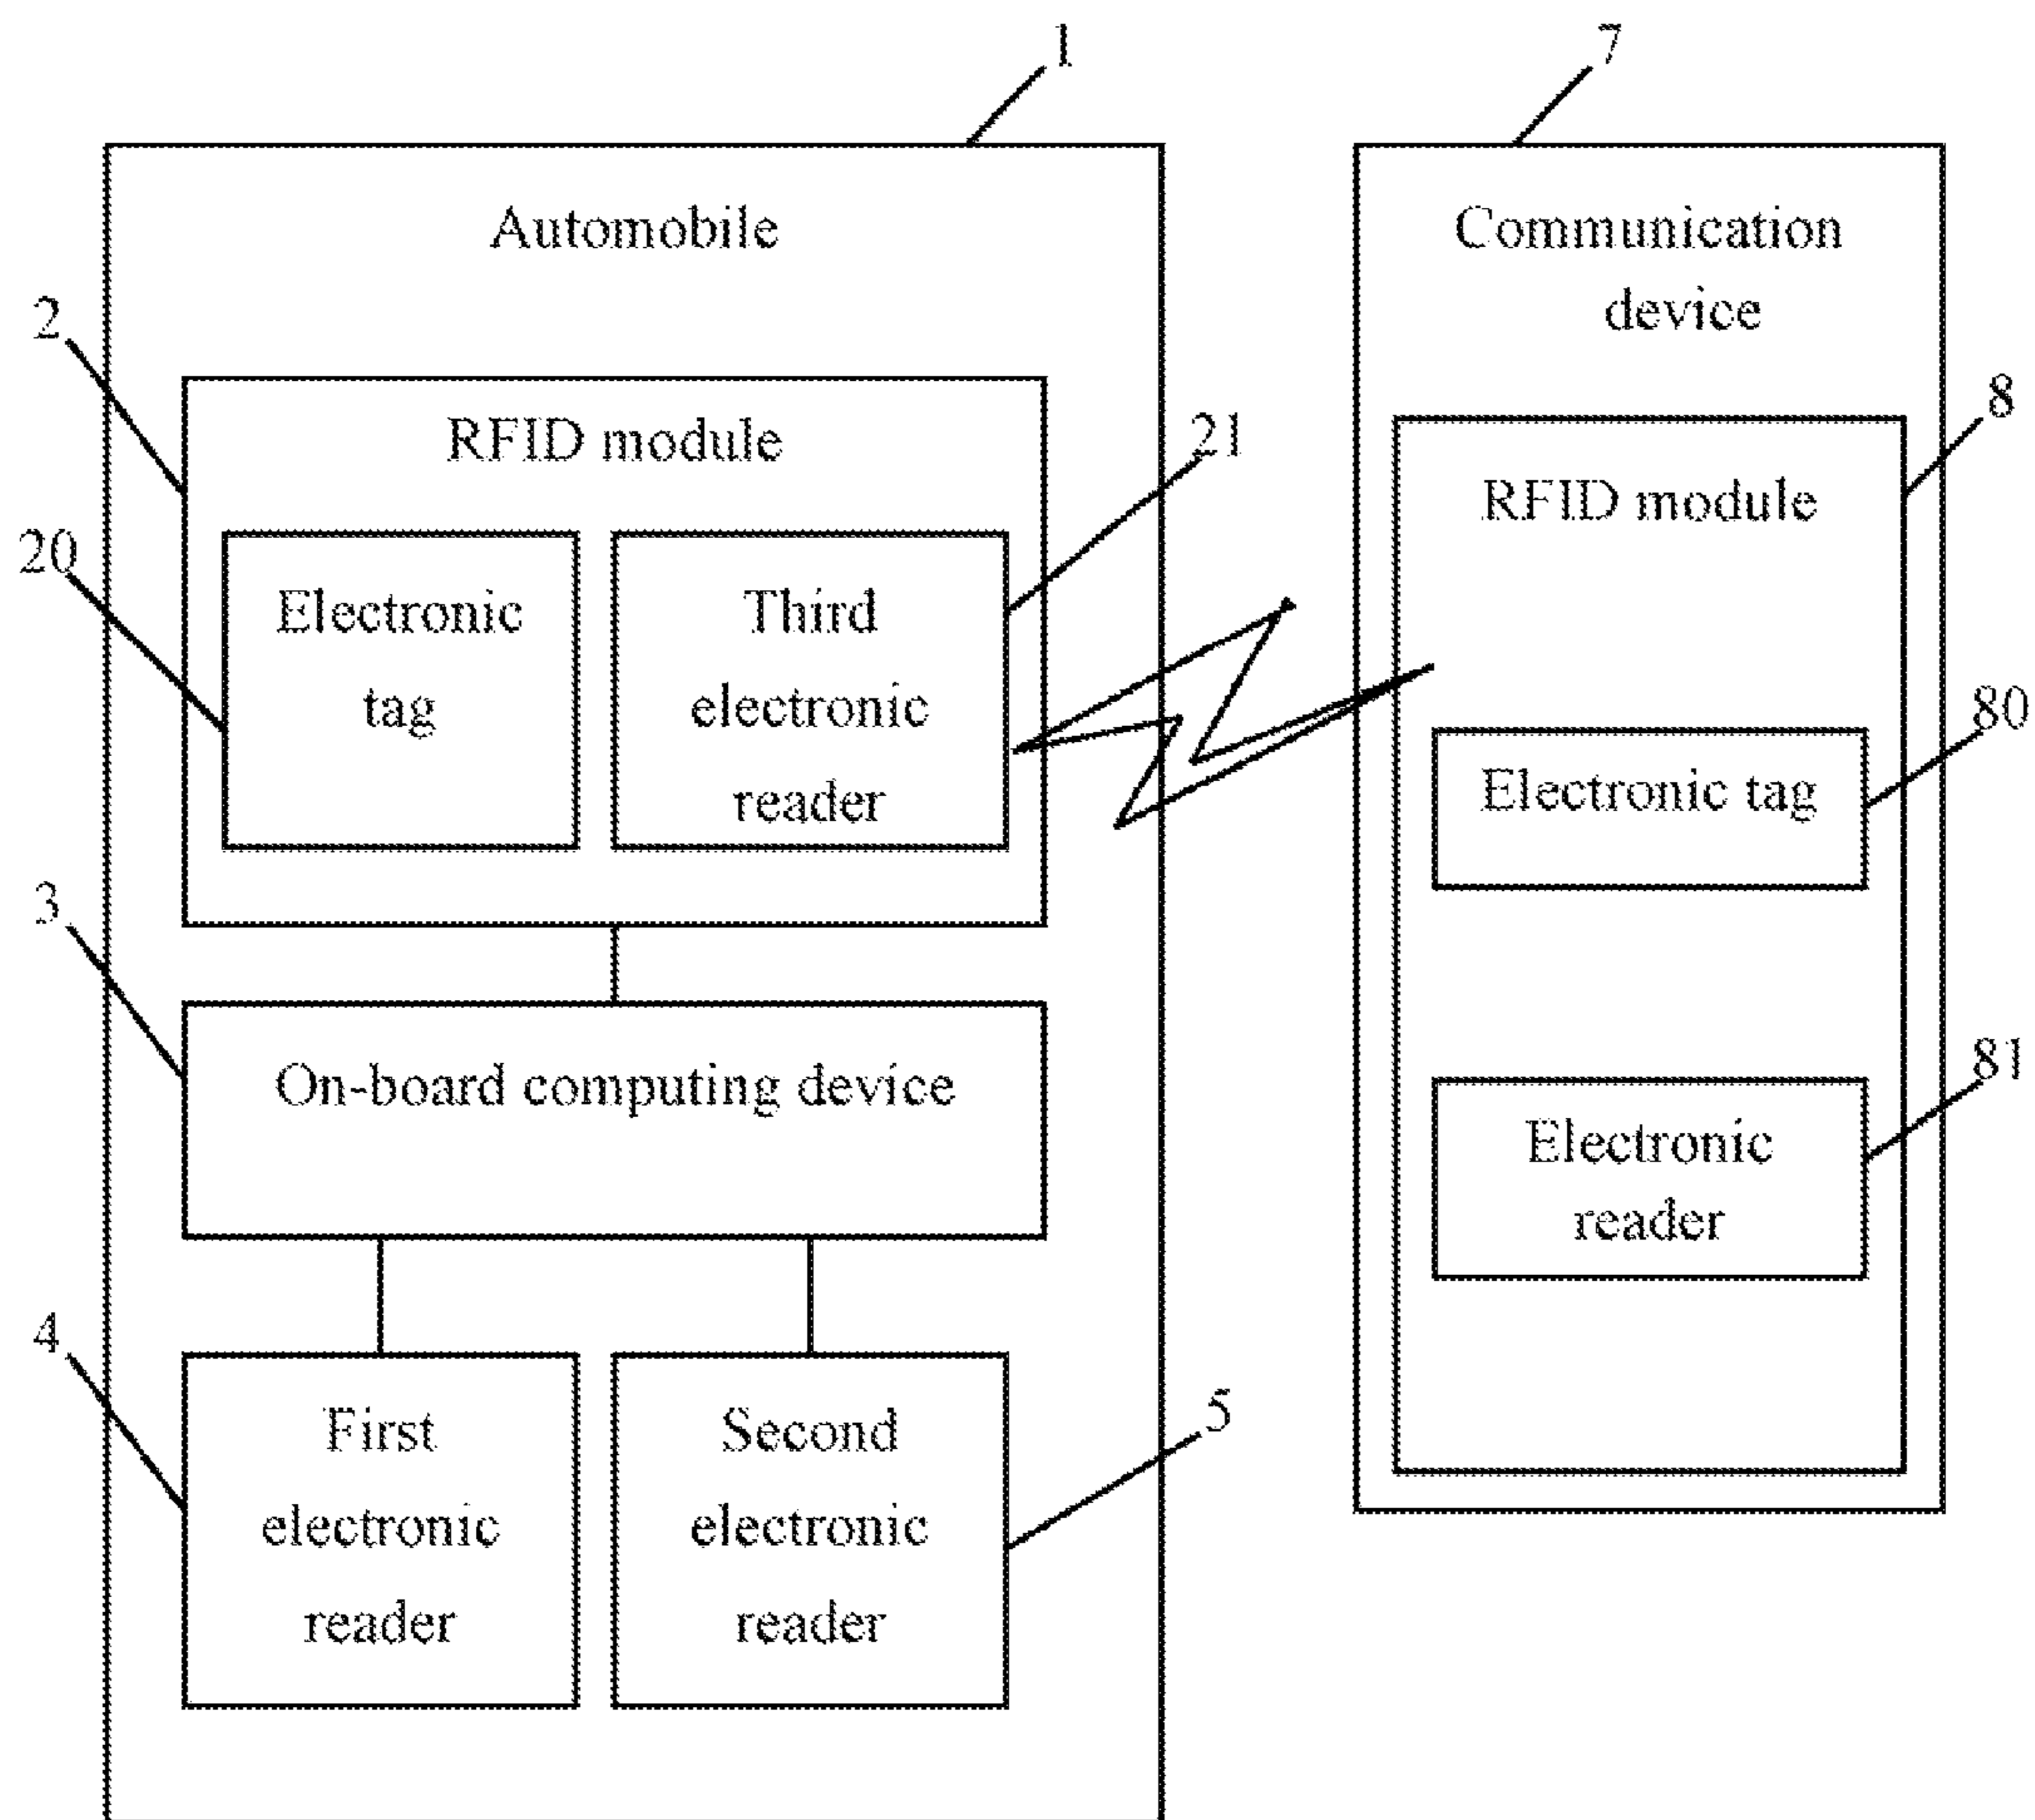 1
7
Automobile
Communication
device
2
RFID module
21
8
RFID module
20
Electronic
tag
Third
electronic
reader
80
Electronic tag
3
On-board computing device
81
Electronic
reader
4
First
electronic
reader
Second
electronic
reader
5